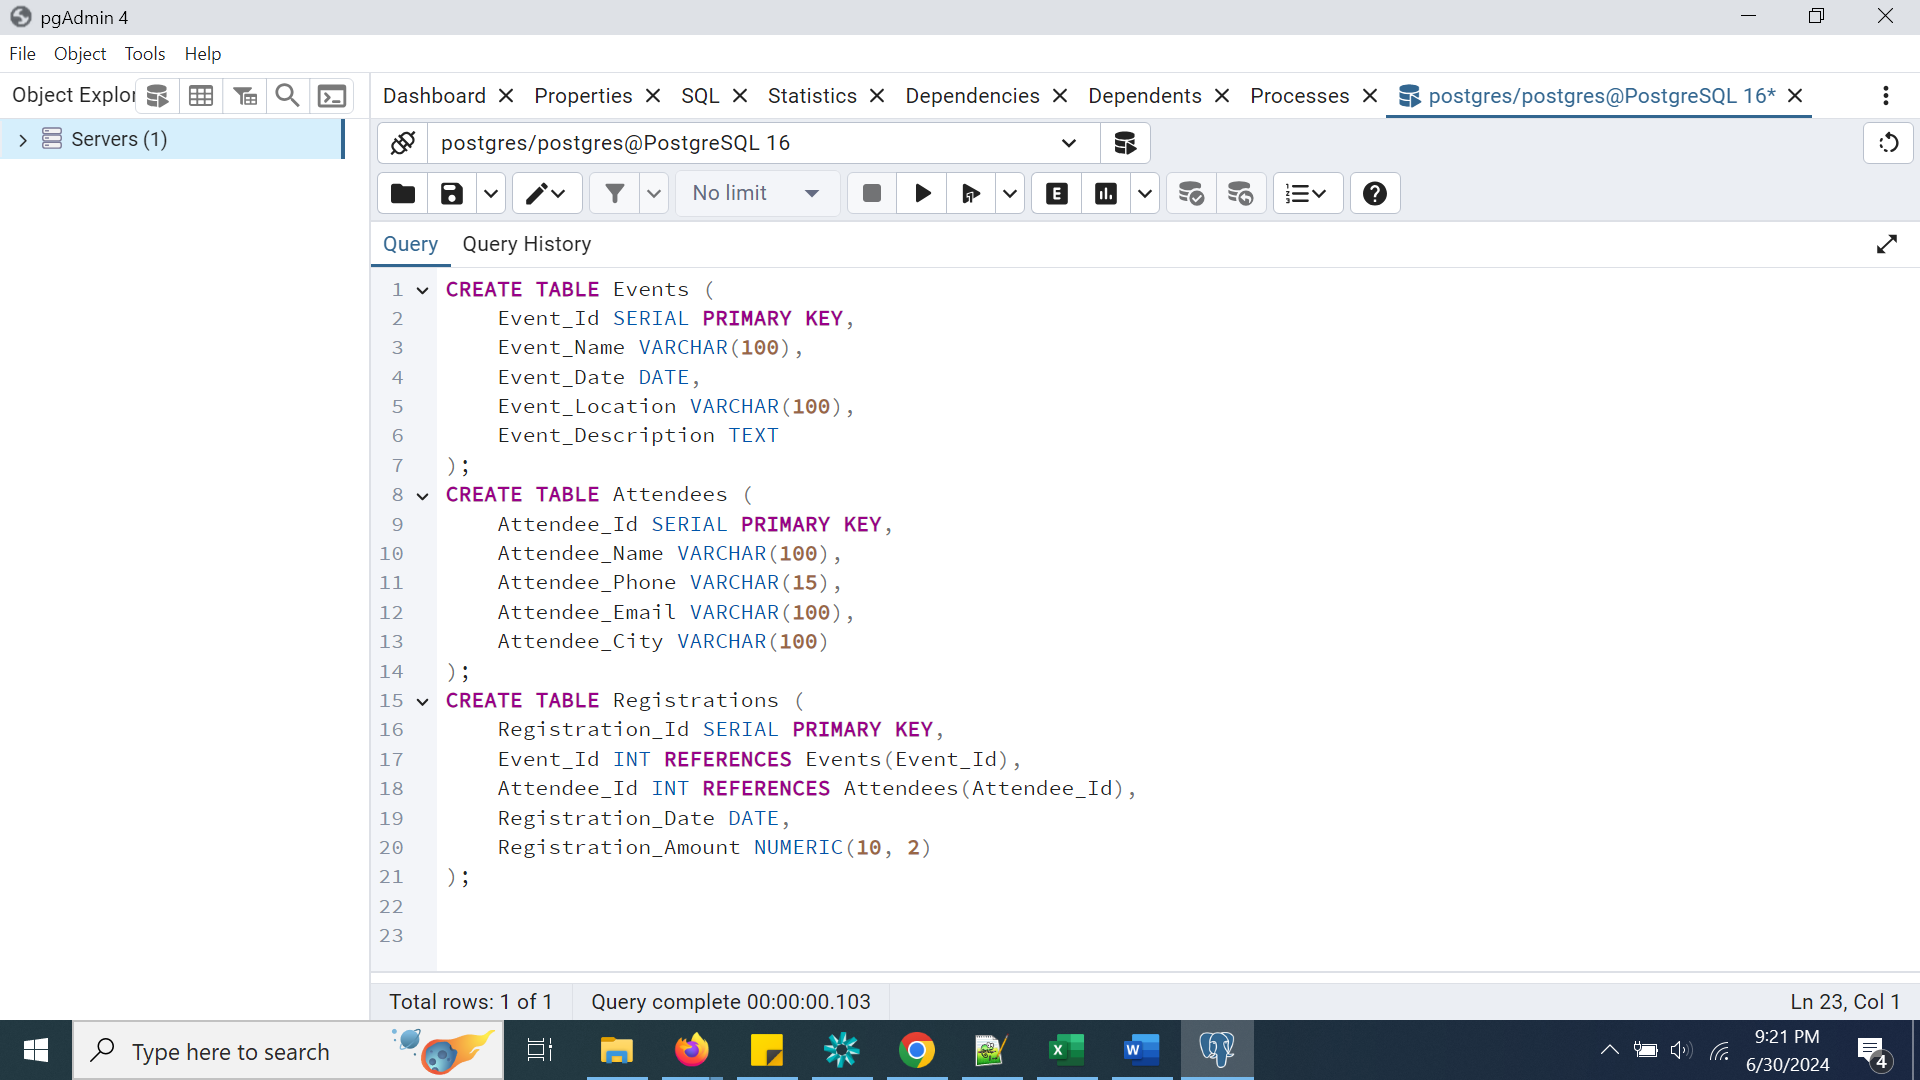 pgAdmin 4
File Object Tools Help
Object Explor
Dashboard Properties SQL Statistics Dependencies Dependents Processes postgres/postgres@PostgreSQL 16*
Servers (1)
postgres/postgres@PostgreSQL 16
No limit
Query Query History
1 CREATE TABLE Events (
2 Event_Id SERIAL PRIMARY KEY,
3 Event_Name VARCHAR(100),
4 Event_Date DATE,
5 Event_Location VARCHAR(100),
6 Event_Description TEXT
7 );
8 CREATE TABLE Attendees (
9 Attendee_Id SERIAL PRIMARY KEY,
10 Attendee_Name VARCHAR(100),
11 Attendee_Phone VARCHAR(15),
12 Attendee_Email VARCHAR(100),
13 Attendee_City VARCHAR(100)
14 );
15 CREATE TABLE Registrations (
16 Registration_Id SERIAL PRIMARY KEY,
17 Event_Id INT REFERENCES Events(Event_Id),
18 Attendee_Id INT REFERENCES Attendees(Attendee_Id),
19 Registration_Date DATE,
20 Registration_Amount NUMERIC(10, 2)
21 );
22
23
Total rows: 1 of 1 Query complete 00:00:00.103 Ln 23, Col 1
Type here to search
9:21 PM
6/30/2024
4